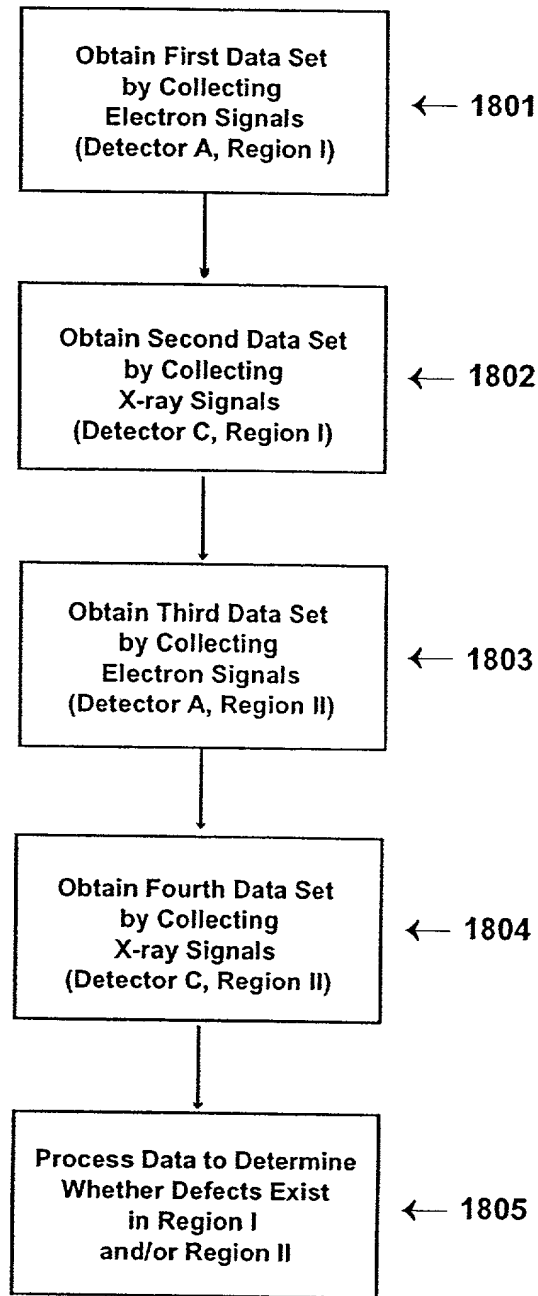 Obtain First Data Set
by Collecting
Electron Signals
(Detector A, Region I)
1801
Obtain Second Data Set
by Collecting
X-ray Signals
(Detector C, Region I)
1802
Obtain Third Data Set
by Collecting
Electron Signals
(Detector A, Region II)
1803
Obtain Fourth Data Set
by Collecting
X-ray Signals
(Detector C, Region II)
1804
Process Data to Determine
Whether Defects Exist
in Region I
and/or Region II
1805